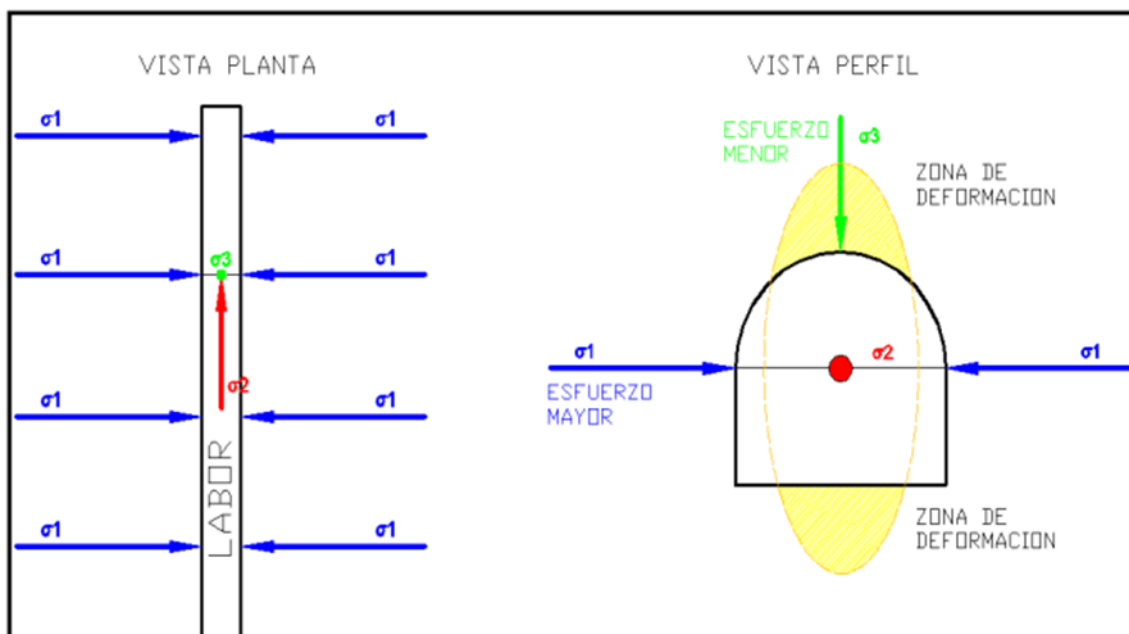 VISTA PLANTA
σ1
σ1
σ1
σ1
σ3
σ2
σ1
σ1
LABOR
σ1
σ1
VISTA PERFIL
ESFUERZO
MENOR
σ3
ZONA DE
DEFORMACION
σ1
σ2
σ1
ESFUERZO
MAYOR
ZONA DE
DEFORMACION